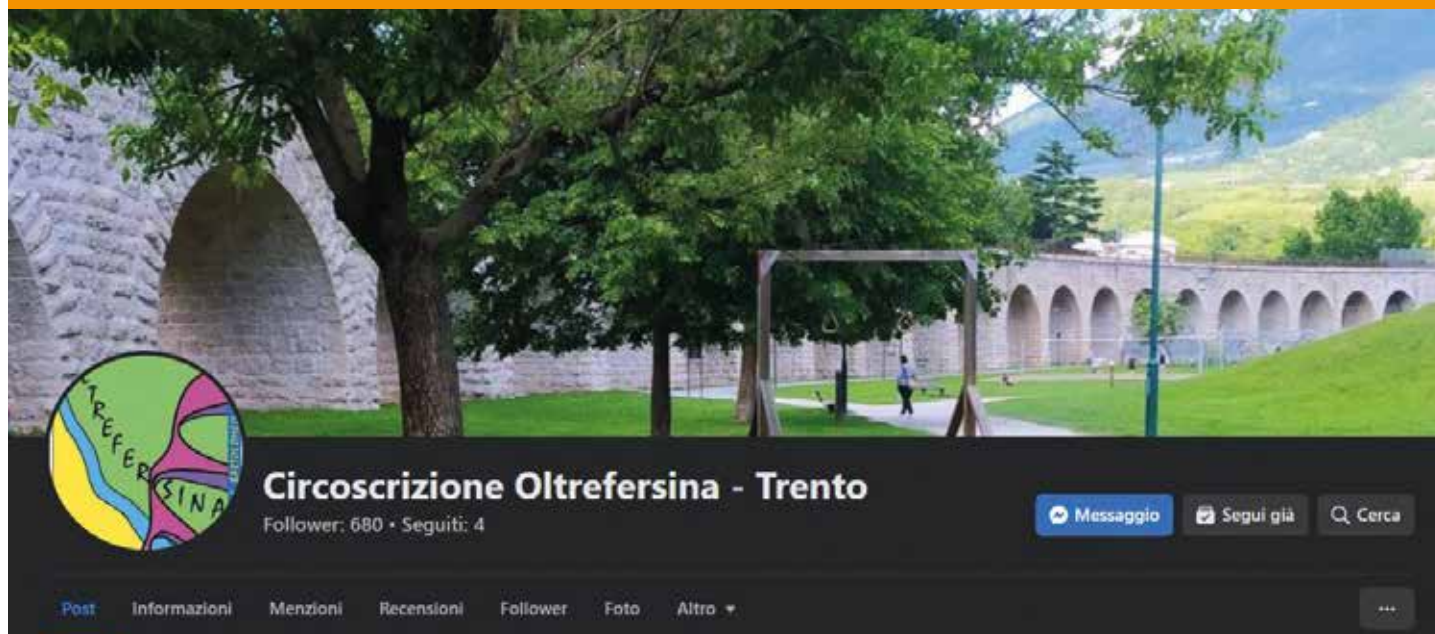 TREFERSINA
Circoscrizione Oltrefersina - Trento
Follower: 680 • Seguiti: 4
Messaggio
Segui già
Cerca
Post
Informazioni
Menzioni
Recensioni
Follower
Foto
Altro